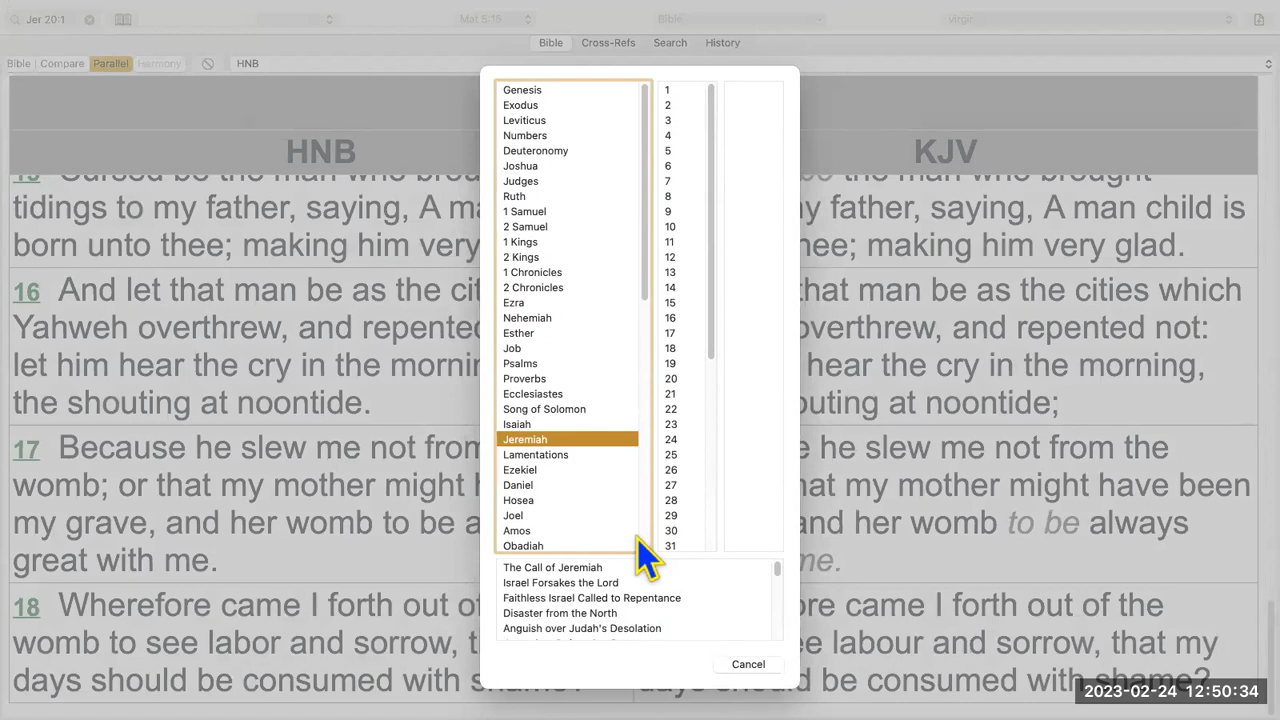 Jer 20:1
Mat 5:18
Bible
Bible Cross-Refs Search History
Bible Compare Parallel Harmony HNB
HNB
KJV
tidings to my father, saying, A ma
born unto thee; making him very
16 And let that man be as the cit
Yahweh overthrew, and repented
let him hear the cry in the morning,
the shouting at noontide.
17 Because he slew me not from
womb; or that my mother might h
my grave, and her womb to be a
great with me.
18 Wherefore came I forth out of
womb to see labor and sorrow, t
days should be consumed with shame?
be the man who brought
y father, saying, A man child is
hee; making him very glad.
that man be as the cities which
overthrew, and repented not:
hear the cry in the morning,
outing at noontide;
e he slew me not from the
hat my mother might have been
and her womb to be always
me.
ore came I forth out of the
ee labour and sorrow, that my
days should be consumed with shame?
Genesis
Exodus
Leviticus
Numbers
Deuteronomy
Joshua
Judges
Ruth
1 Samuel
2 Samuel
1 Kings
2 Kings
1 Chronicles
2 Chronicles
Ezra
Nehemiah
Esther
Job
Psalms
Proverbs
Ecclesiastes
Song of Solomon
Isaiah
Jeremiah
Lamentations
Ezekiel
Daniel
Hosea
Joel
Amos
Obadiah
1
2
3
4
5
6
7
8
9
10
11
12
13
14
15
16
17
18
19
20
21
22
23
24
25
26
27
28
29
30
31
The Call of Jeremiah
Israel Forsakes the Lord
Faithless Israel Called to Repentance
Disaster from the North
Anguish over Judah's Desolation
Cancel
2023-02-24 12:50:34